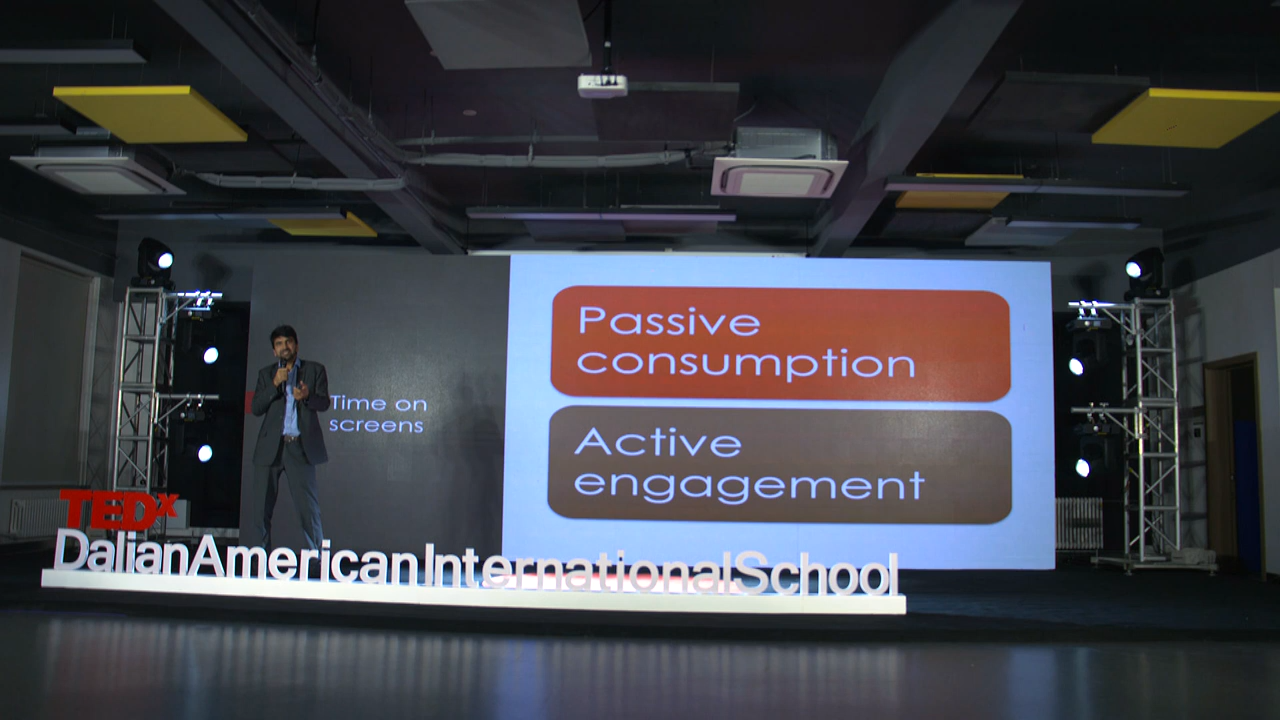 Time on
screens
Passive
consumption
Active
engagement
TEDx
DalianAmericanInternationalSchool